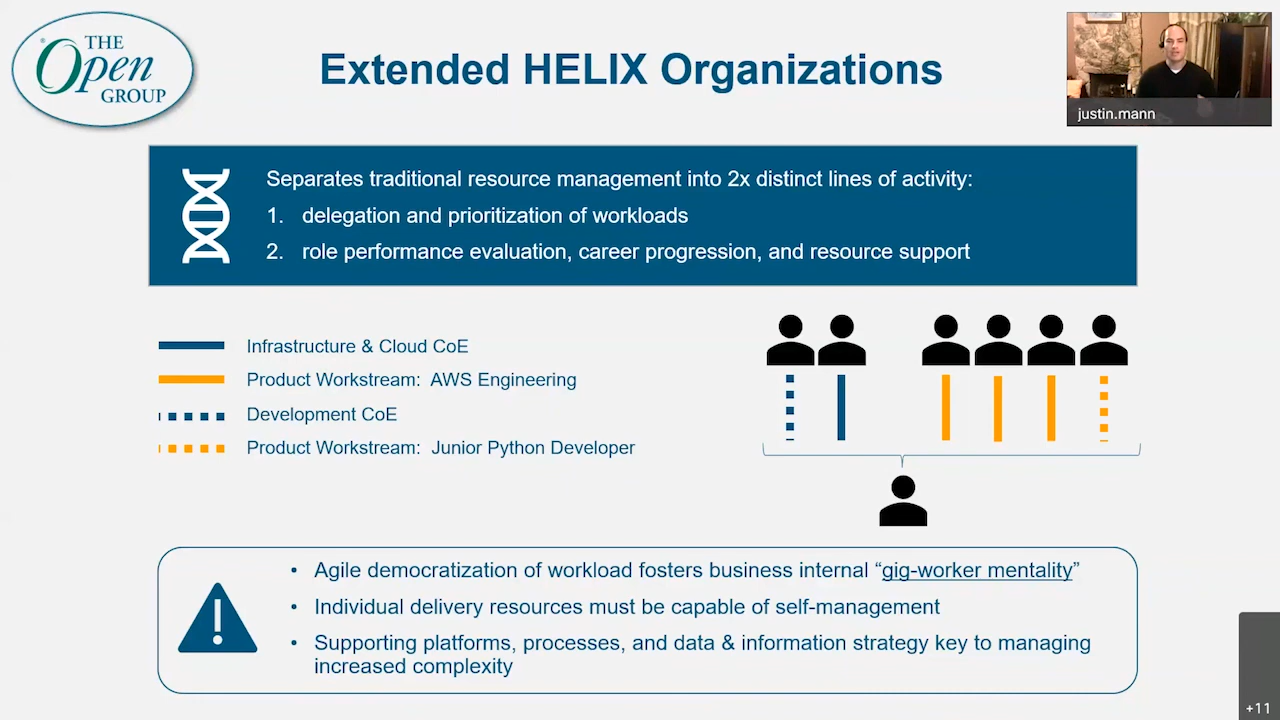 THE
Open
GROUP
®
Extended HELIX Organizations
justin.mann
Separates traditional resource management into 2x distinct lines of activity:
1. delegation and prioritization of workloads
2. role performance evaluation, career progression, and resource support
Infrastructure & Cloud CoE
Product Workstream: AWS Engineering
Development CoE
Product Workstream: Junior Python Developer
• Agile democratization of workload fosters business internal “gig-worker mentality”
• Individual delivery resources must be capable of self-management
• Supporting platforms, processes, and data & information strategy key to managing
increased complexity
+11